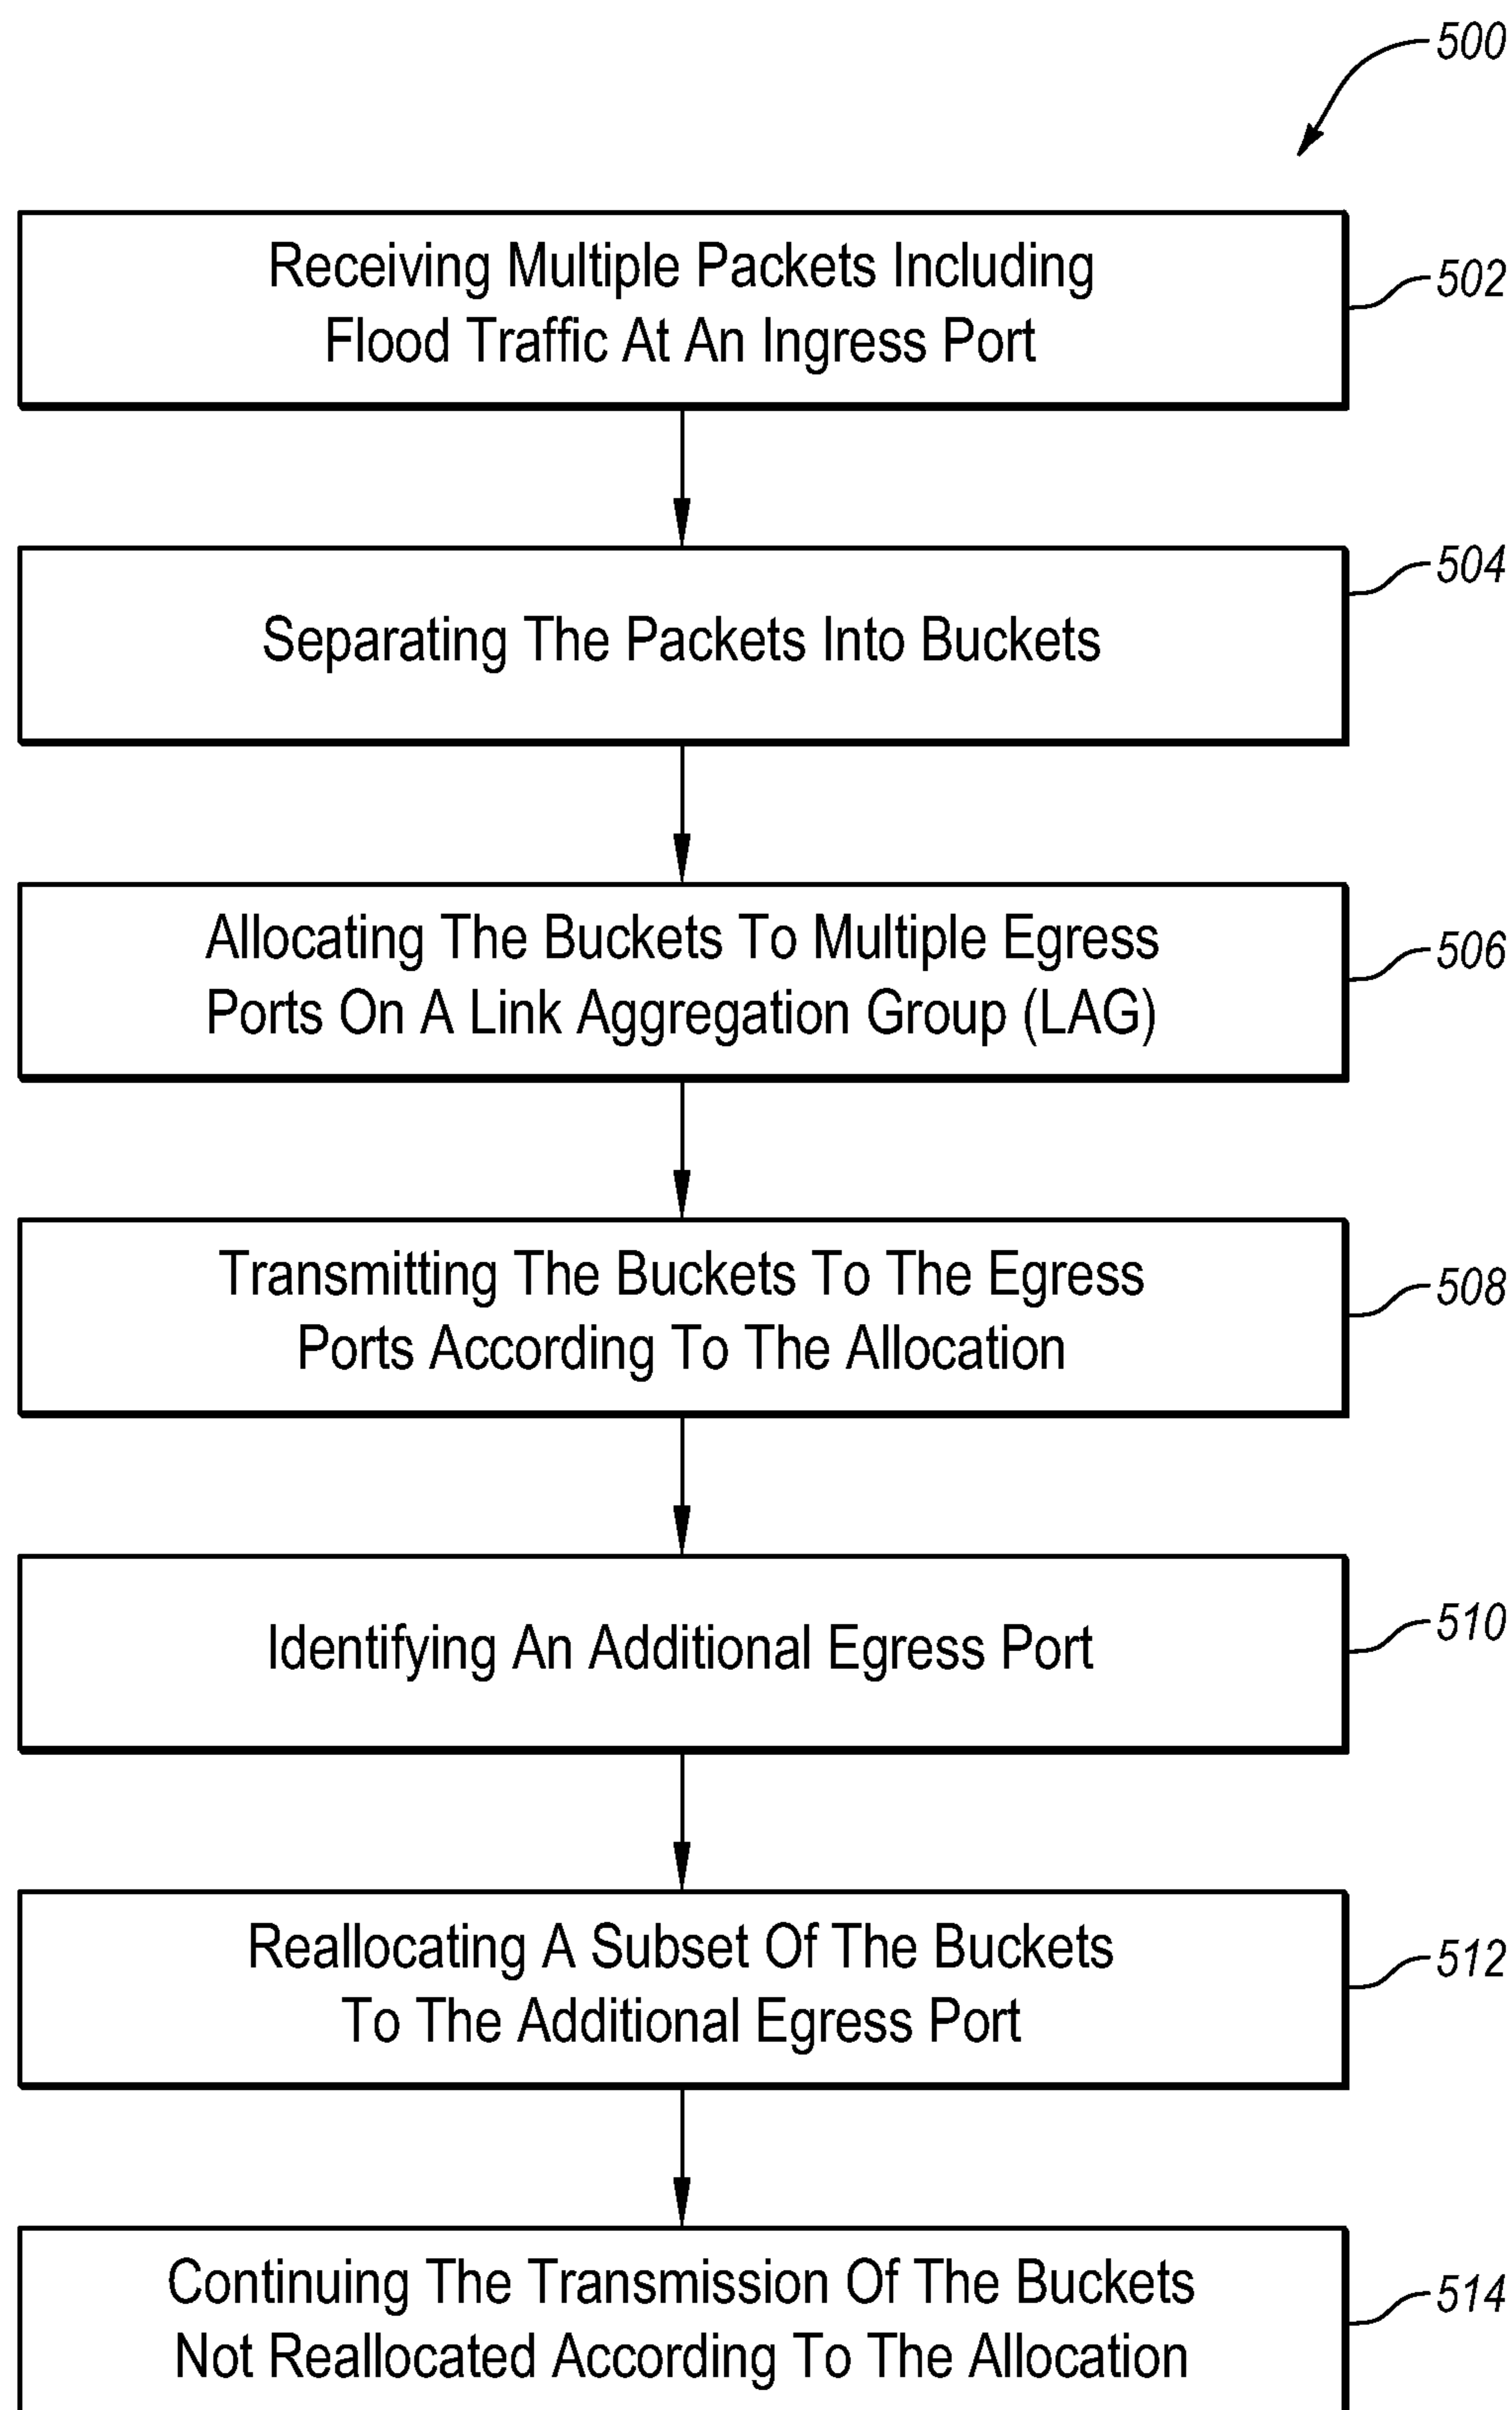 500
Receiving Multiple Packets Including
Flood Traffic At An Ingress Port
502
Separating The Packets Into Buckets
504
Allocating The Buckets To Multiple Egress
Ports On A Link Aggregation Group (LAG)
506
Transmitting The Buckets To The Egress
Ports According To The Allocation
508
Identifying An Additional Egress Port
510
Reallocating A Subset Of The Buckets
To The Additional Egress Port
512
Continuing The Transmission Of The Buckets
Not Reallocated According To The Allocation
514